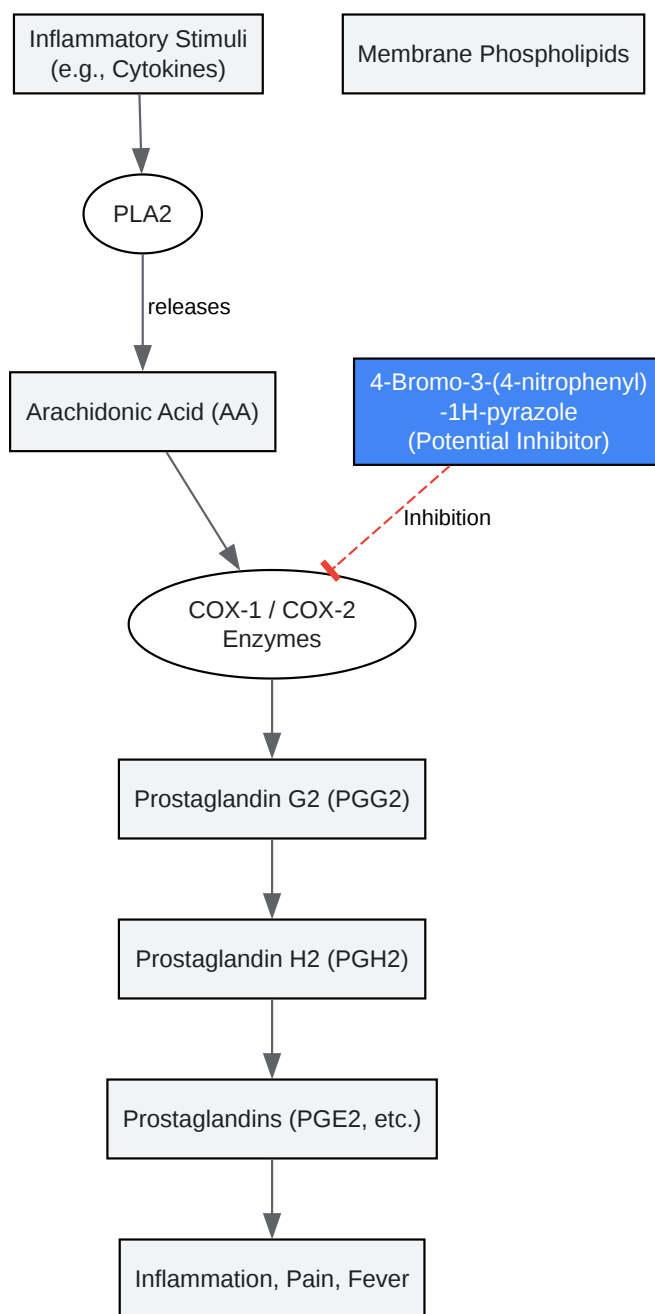 Inflammatory Stimuli
(e.g., Cytokines)
Membrane Phospholipids
PLA2
releases
Arachidonic Acid (AA)
4-Bromo-3-(4-nitrophenyl)
-1H-pyrazole
(Potential Inhibitor)
Inhibition
COX-1 / COX-2
Enzymes
Prostaglandin G2 (PGG2)
Prostaglandin H2 (PGH2)
Prostaglandins (PGE2, etc.)
Inflammation, Pain, Fever